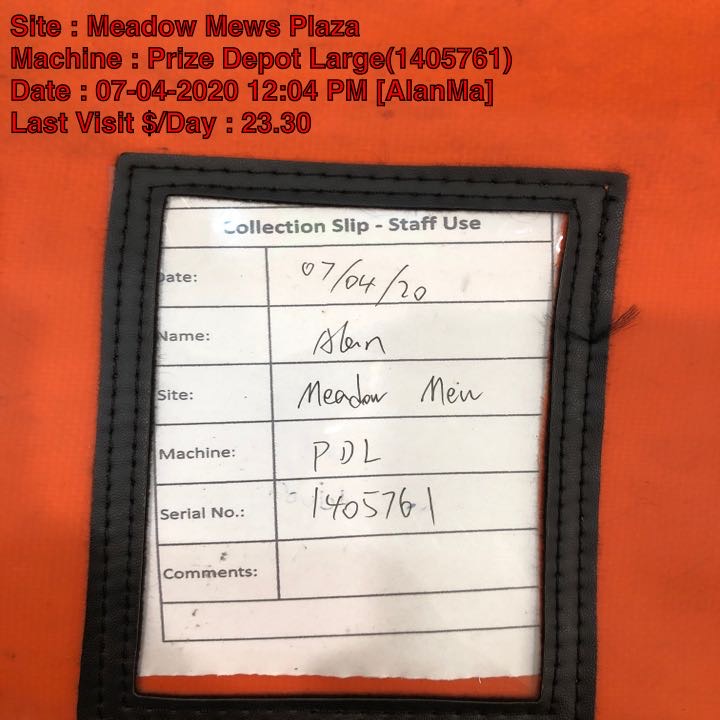 Site : Meadow Mews Plaza
Machine : Prize Depot Large(1405761)
Date : 07-04-2020 12:04 PM [AlanMa]
Last Visit $/Day : 23.30
Collection Slip - Staff Use
Date: 07/04/20
Name: Alan
Site: Meadow Mew
Machine: PDL
Serial No.: 1405761
Comments: